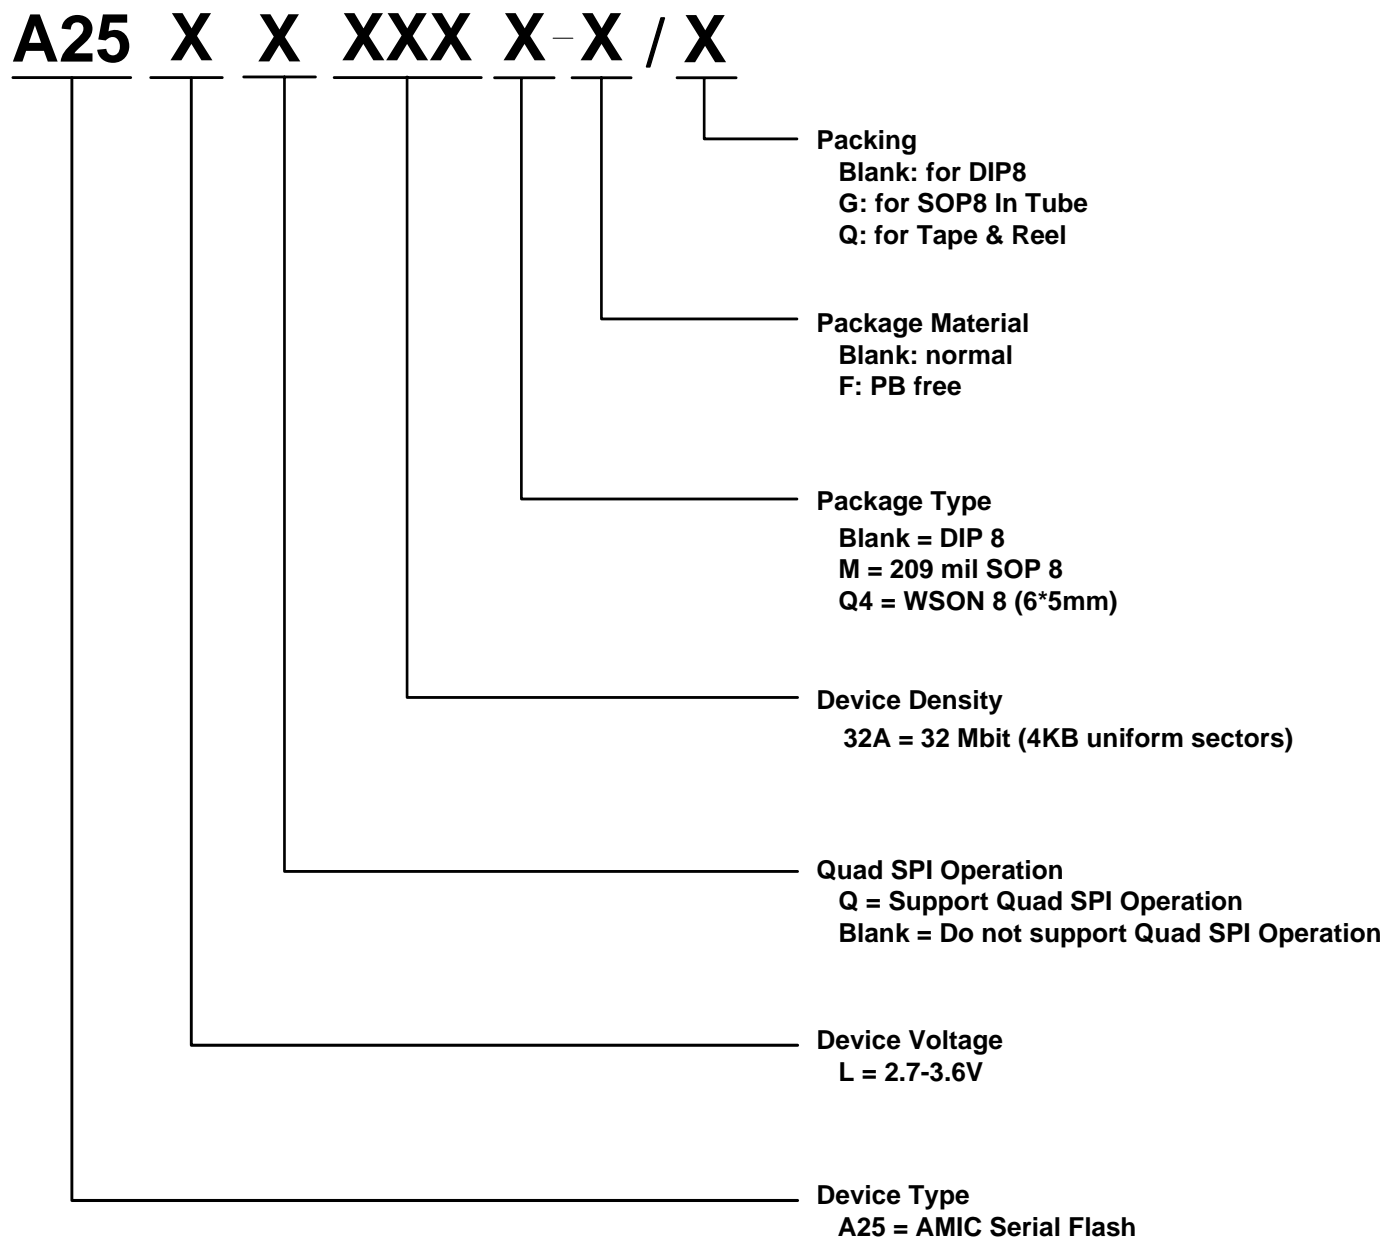 A25 X X XXX X-X / X
Packing
Blank: for DIP8
G: for SOP8 In Tube
Q: for Tape & Reel
Package Material
Blank: normal
F: PB free
Package Type
Blank = DIP 8
M = 209 mil SOP 8
Q4 = WSON 8 (6*5mm)
Device Density
32A = 32 Mbit (4KB uniform sectors)
Quad SPI Operation
Q = Support Quad SPI Operation
Blank = Do not support Quad SPI Operation
Device Voltage
L = 2.7-3.6V
Device Type
A25 = AMIC Serial Flash